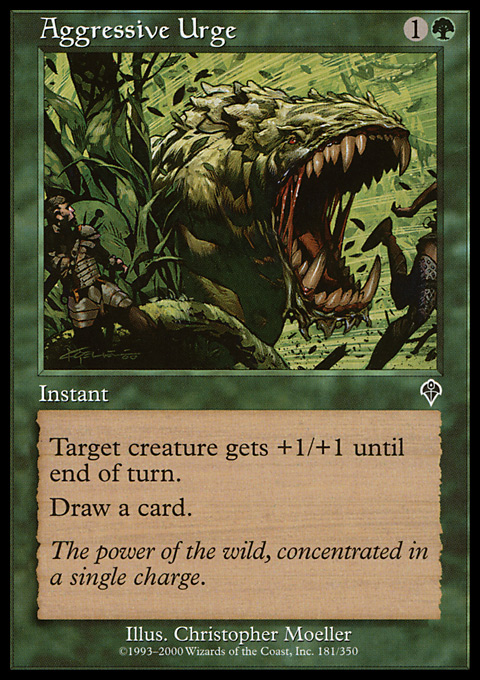 Aggressive Urge 1
Instant
Target creature gets +1/+1 until
end of turn.
Draw a card.
The power of the wild, concentrated in
a single charge.
Illus. Christopher Moeller
©1993–2000 Wizards of the Coast, Inc. 181/350